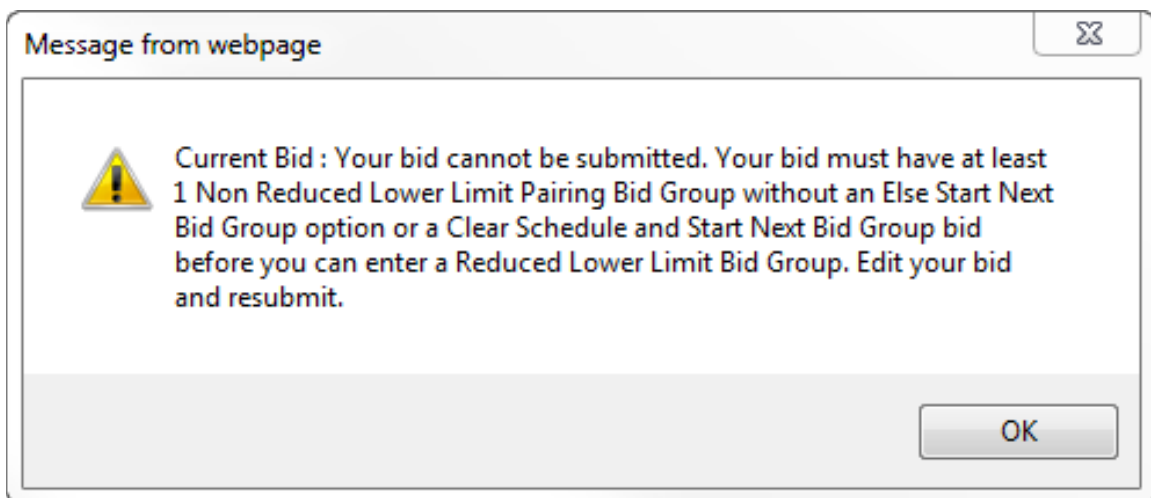 Message from webpage
Current Bid : Your bid cannot be submitted. Your bid must have at least
1 Non Reduced Lower Limit Pairing Bid Group without an Else Start Next
Bid Group option or a Clear Schedule and Start Next Bid Group bid
before you can enter a Reduced Lower Limit Bid Group. Edit your bid
and resubmit.
OK